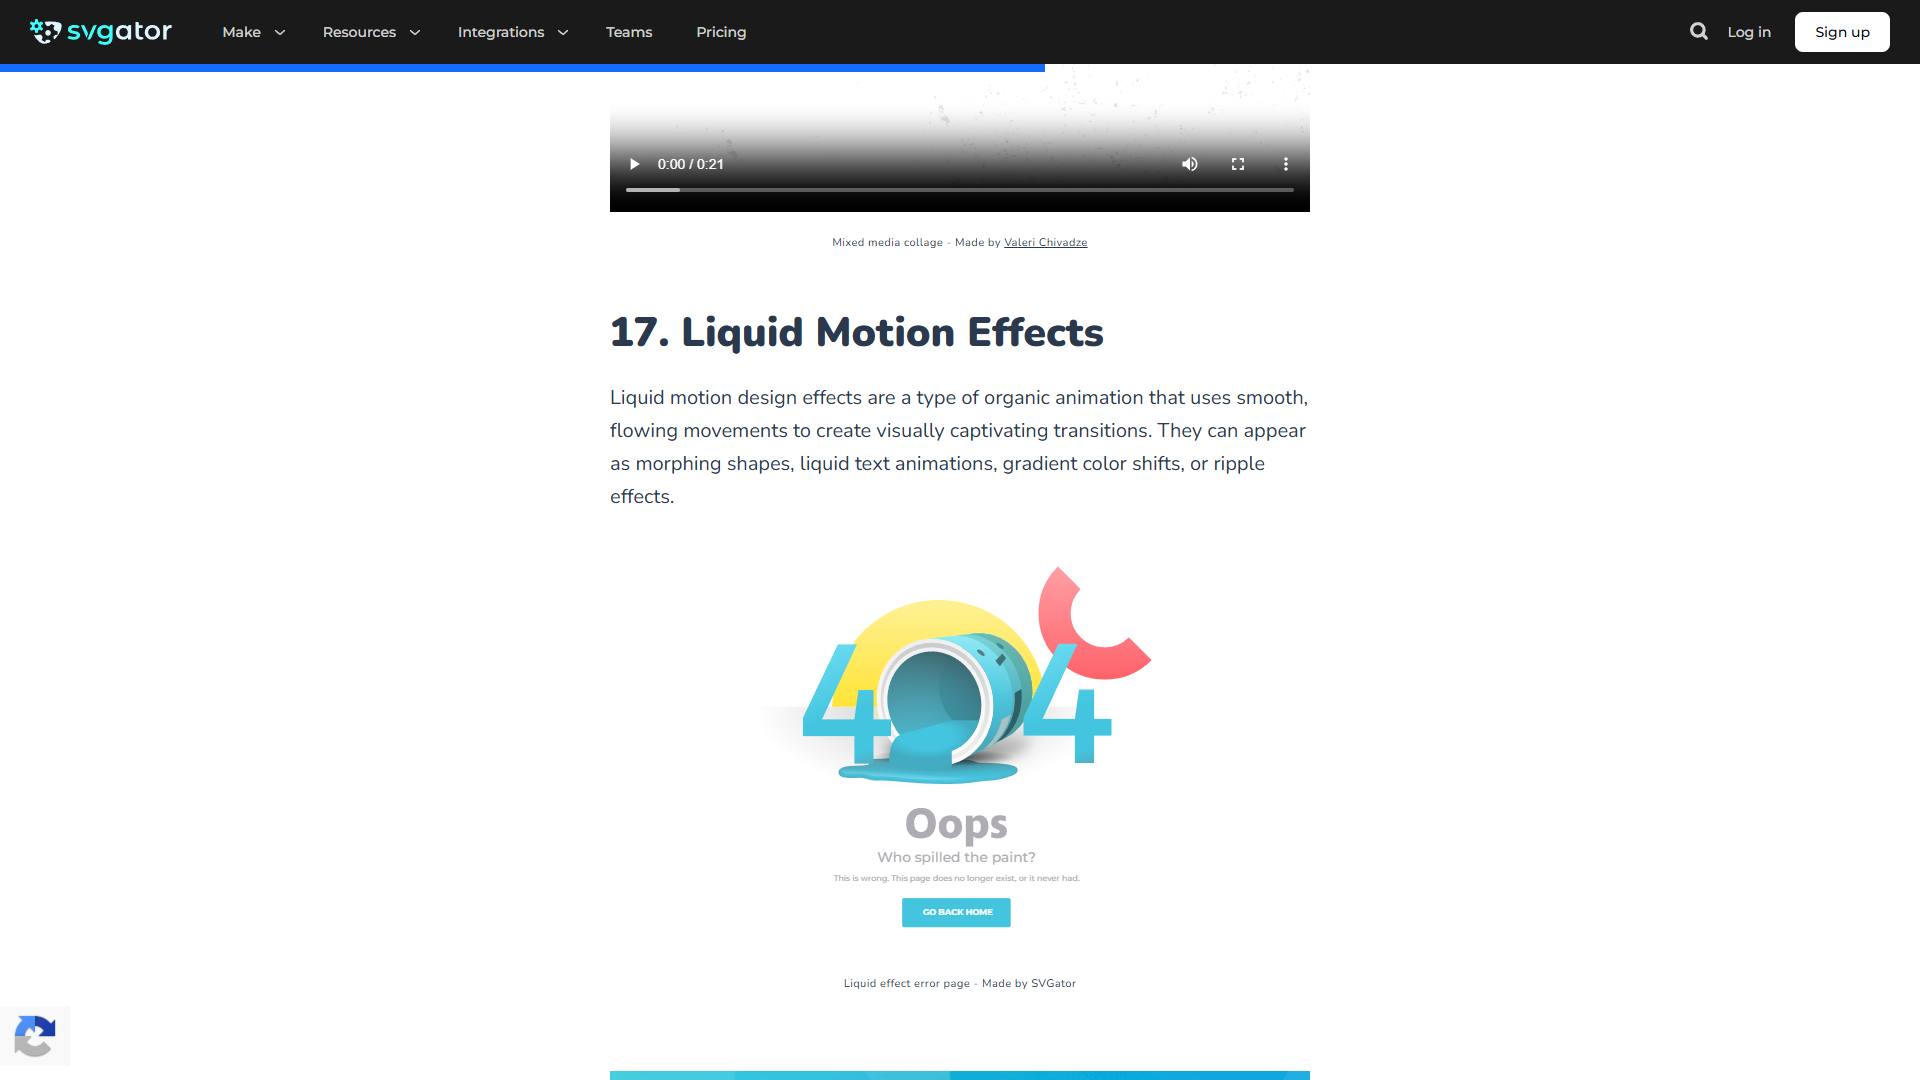 svgator
Make
Resources
Integrations
Teams
Pricing
Log in
Sign up
0:00 / 0:21
Mixed media collage - Made by Valeri Chivadze
17. Liquid Motion Effects
Liquid motion design effects are a type of organic animation that uses smooth,
flowing movements to create visually captivating transitions. They can appear
as morphing shapes, liquid text animations, gradient color shifts, or ripple
effects.
404
Oops
Who spilled the paint?
This is wrong. This page does no longer exist, or it never had.
GO BACK HOME
Liquid effect error page - Made by SVGator